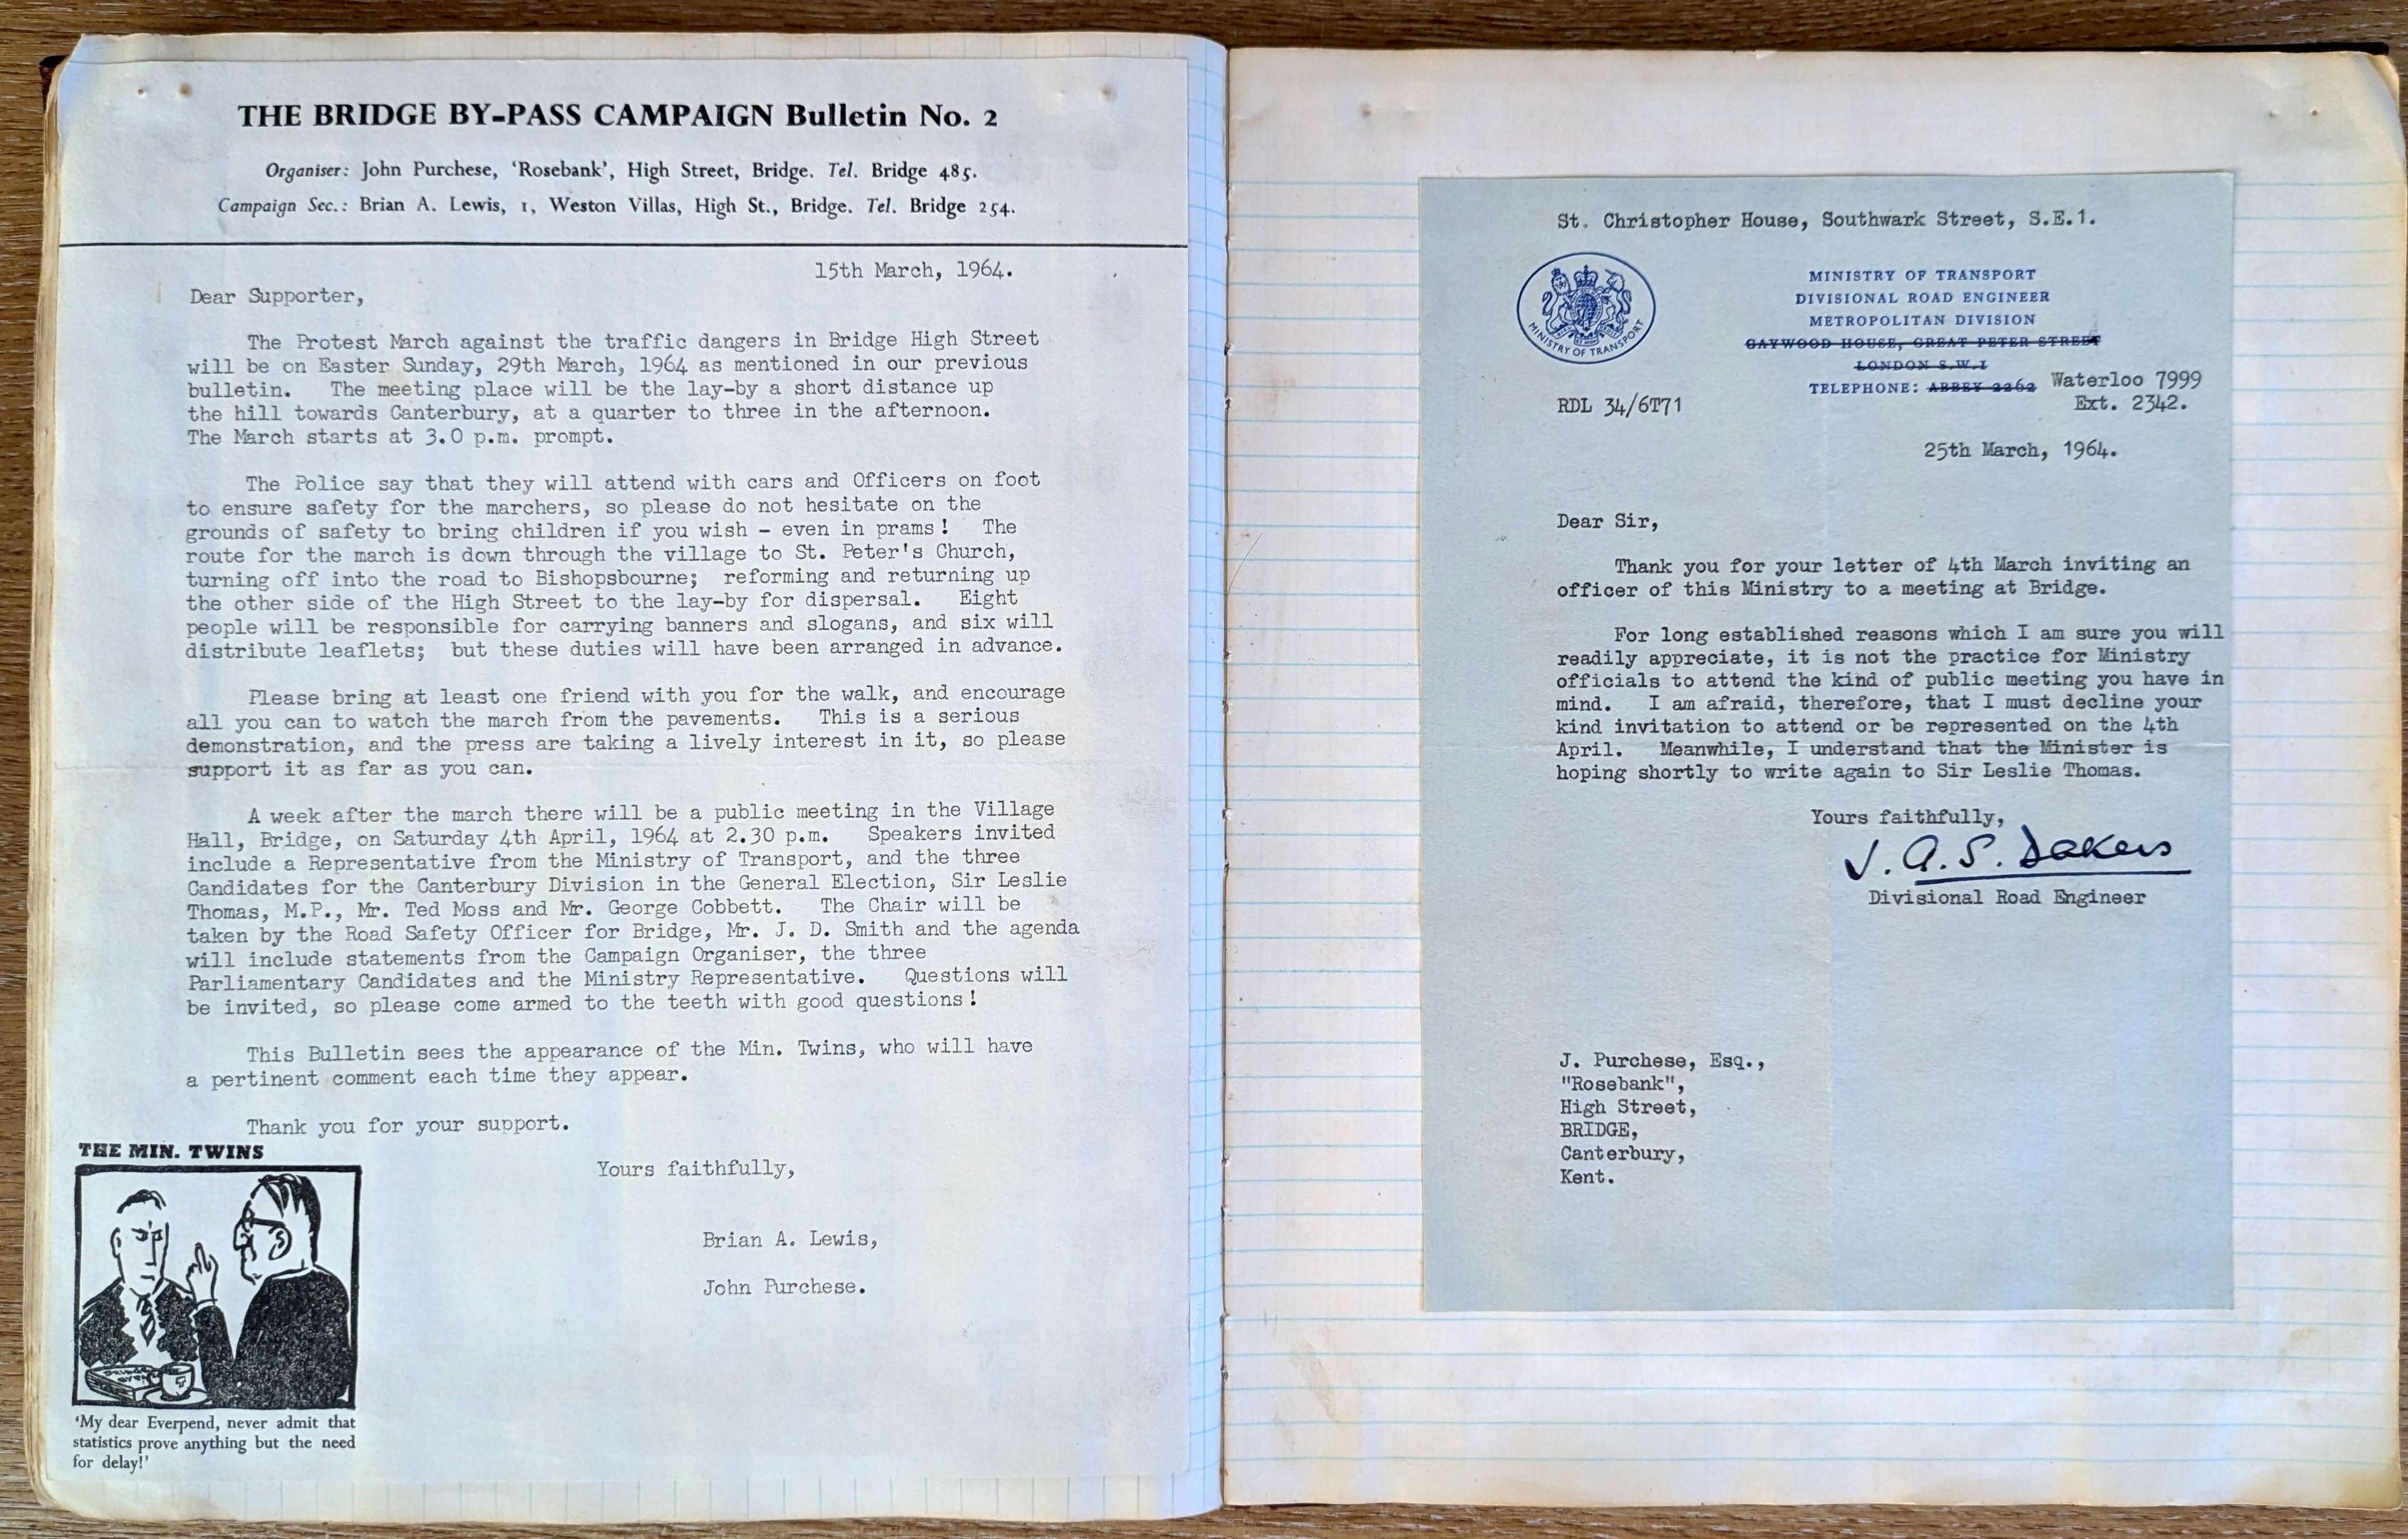 THE BRIDGE BY-PASS CAMPAIGN Bulletin No. 2
Organiser: John Purchese, 'Rosebank', High Street, Bridge. Tel. Bridge 485.
Campaign Sec.: Brian A. Lewis, 1, Weston Villas, High St., Bridge. Tel. Bridge 254.
15th March, 1964.
Dear Supporter,
The Protest March against the traffic dangers in Bridge High Street
will be on Easter Sunday, 29th March, 1964 as mentioned in our previous
bulletin. The meeting place will be the lay-by a short distance up
the hill towards Canterbury, at a quarter to three in the afternoon.
The March starts at 3.0 p.m. prompt.
The Police say that they will attend with cars and Officers on foot
to ensure safety for the marchers, so please do not hesitate on the
grounds of safety to bring children if you wish - even in prams! The
route for the march is down through the village to St. Peter's Church,
turning off into the road to Bishopsbourne; reforming and returning up
the other side of the High Street to the lay-by for dispersal. Eight
people will be responsible for carrying banners and slogans, and six will
distribute leaflets; but these duties will have been arranged in advance.
Please bring at least one friend with you for the walk, and encourage
all you can to watch the march from the pavements. This is a serious
demonstration, and the press are taking a lively interest in it, so please
support it as far as you can.
A week after the march there will be a public meeting in the Village
Hall, Bridge, on Saturday 4th April, 1964 at 2.30 p.m. Speakers invited
include a Representative from the Ministry of Transport, and the three
Candidates for the Canterbury Division in the General Election, Sir Leslie
Thomas, M.P., Mr. Ted Moss and Mr. George Cobbett. The Chair will be
taken by the Road Safety Officer for Bridge, Mr. J. D. Smith and the agenda
will include statements from the Campaign Organiser, the three
Parliamentary Candidates and the Ministry Representative. Questions will
be invited, so please come armed to the teeth with good questions!
This Bulletin sees the appearance of the Min. Twins, who will have
a pertinent comment each time they appear.
Thank you for your support.
Yours faithfully,
Brian A. Lewis,
John Purchese.
THE MIN. TWINS
'My dear Everpend, never admit that
statistics prove anything but the need
for delay!'
St. Christopher House, Southwark Street, S.E.1.
MINISTRY OF TRANSPORT
MINISTRY OF TRANSPORT
DIVISIONAL ROAD ENGINEER
METROPOLITAN DIVISION
GAYWOOD HOUSE, GREAT PETER STREET
LONDON S.W.1
TELEPHONE: ABBEY 2262 Waterloo 7999
Ext. 2342.
RDL 34/6T71
25th March, 1964.
Dear Sir,
Thank you for your letter of 4th March inviting an
officer of this Ministry to a meeting at Bridge.
For long established reasons which I am sure you will
readily appreciate, it is not the practice for Ministry
officials to attend the kind of public meeting you have in
mind. I am afraid, therefore, that I must decline your
kind invitation to attend or be represented on the 4th
April. Meanwhile, I understand that the Minister is
hoping shortly to write again to Sir Leslie Thomas.
Yours faithfully,
J. A. S. Dakers
Divisional Road Engineer
J. Purchese, Esq.,
"Rosebank",
High Street,
BRIDGE,
Canterbury,
Kent.